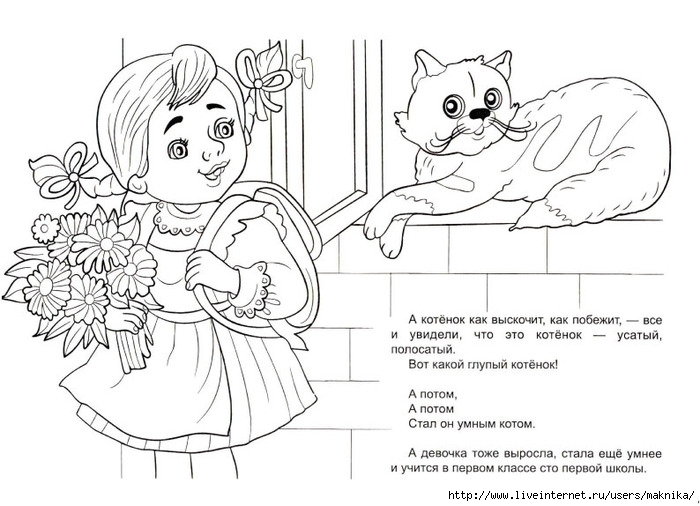 А котёнок как выскочит, как побежит, — все
и увидели, что это котёнок — усатый,
полосатый.
Вот какой глупый котёнок!
А потом,
А потом
Стал он умным котом.
А девочка тоже выросла, стала ещё умнее
и учится в первом классе сто первой школы.
http://www.liveinternet.ru/users/maknika/